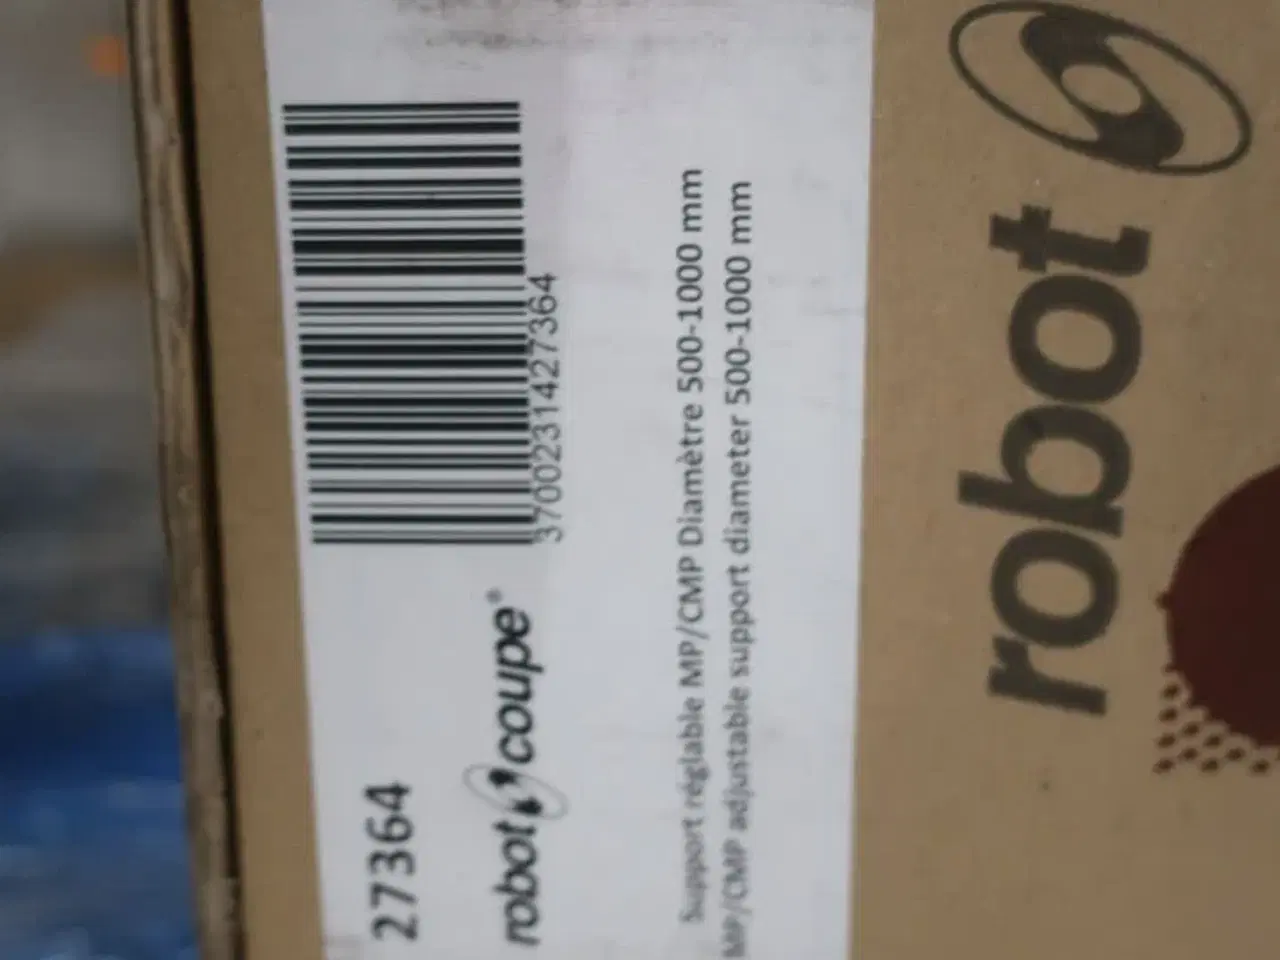 27364
3700231427364
robot coupe®
Support réglable MP/CMP Diamètre 500-1000 mm
MP/CMP adjustable support diameter 500-1000 mm
robot